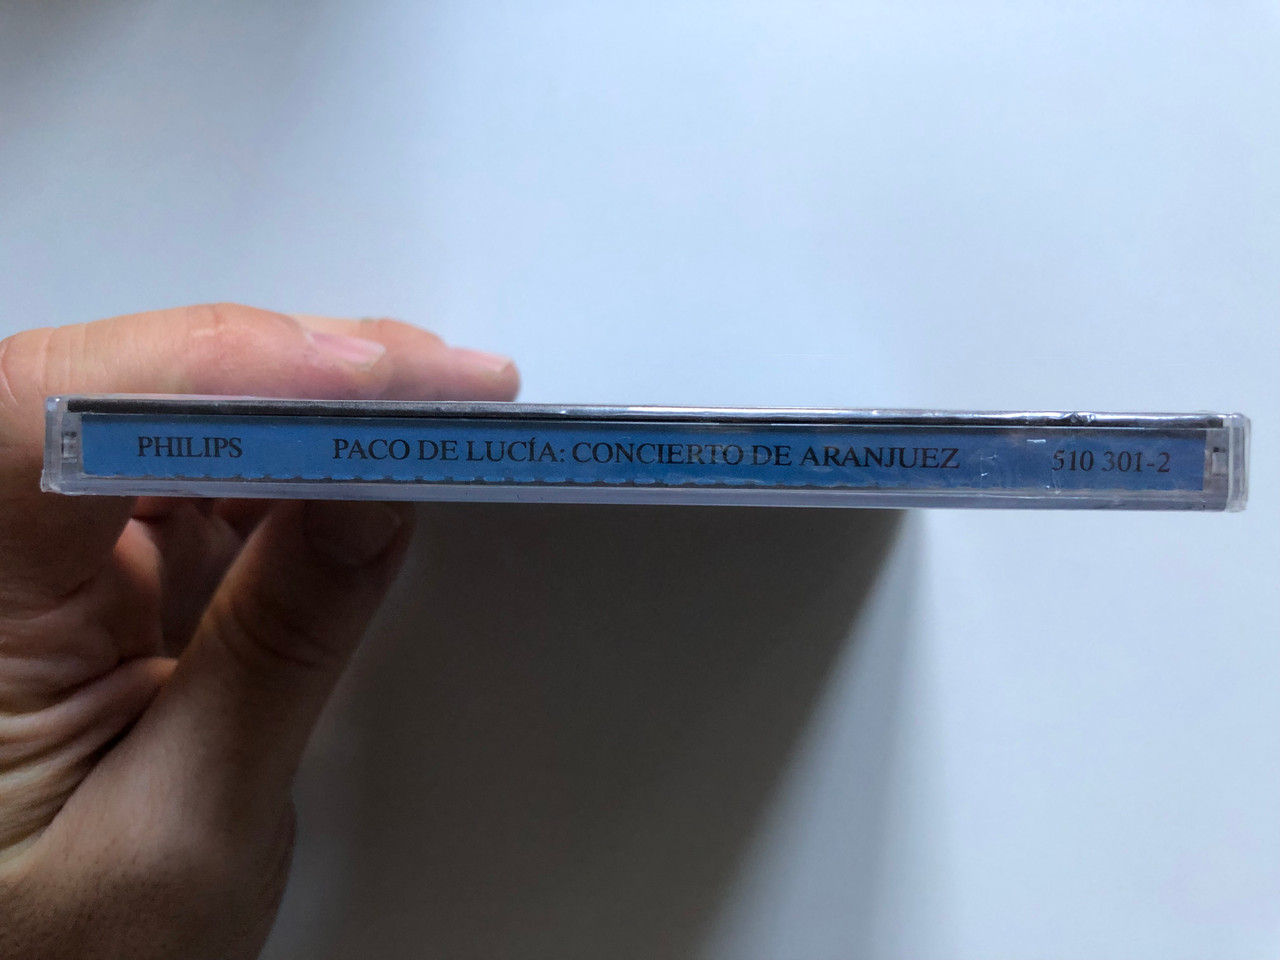 PHILIPS PACO DE LUCÍA: CONCIERTO DE ARANJUEZ 510 301-2